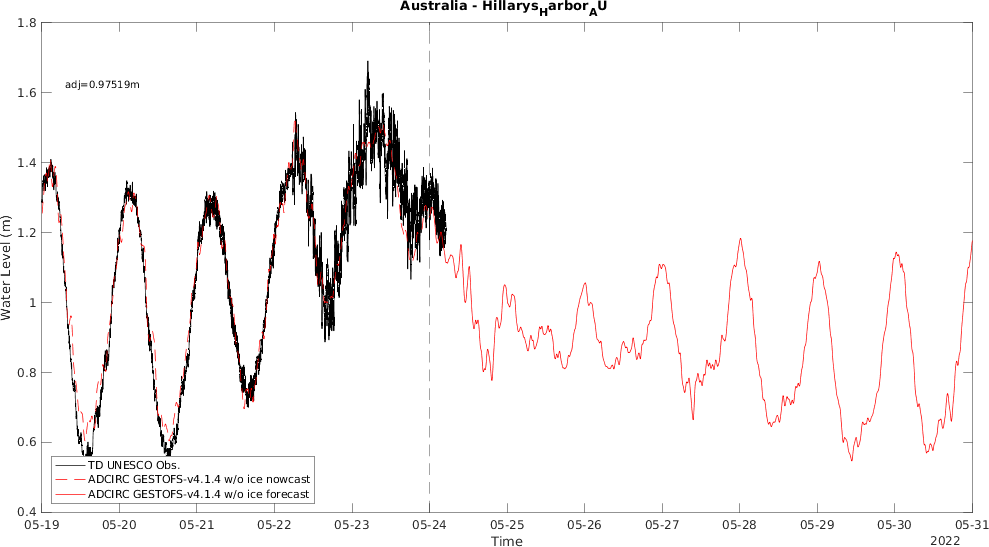 Australia - HillarysHarborAU
1.8
1.6
1.4
1.2
1
0.8
0.6
0.4
Water Level (m)
adj=0.97519m
TD UNESCO Obs.
ADCIRC GESTOFS-v4.1.4 w/o ice nowcast
ADCIRC GESTOFS-v4.1.4 w/o ice forecast
05-19 05-20 05-21 05-22 05-23 05-24 05-25 05-26 05-27 05-28 05-29 05-30 05-31
Time
2022